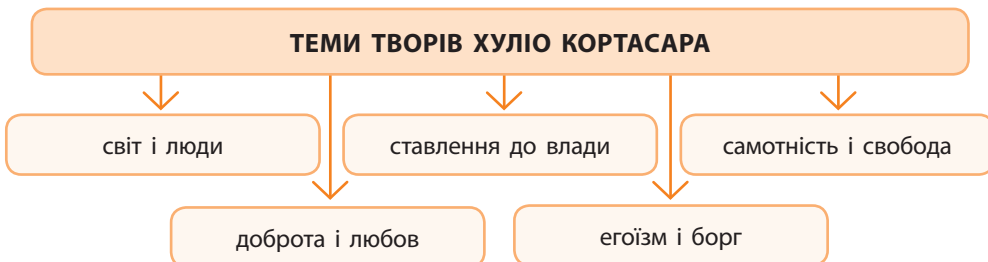 ТЕМИ ТВОРІВ ХУЛІО КОРТАСАРА
світ і люди
ставлення до влади
самотність і свобода
доброта і любов
егоїзм і борг